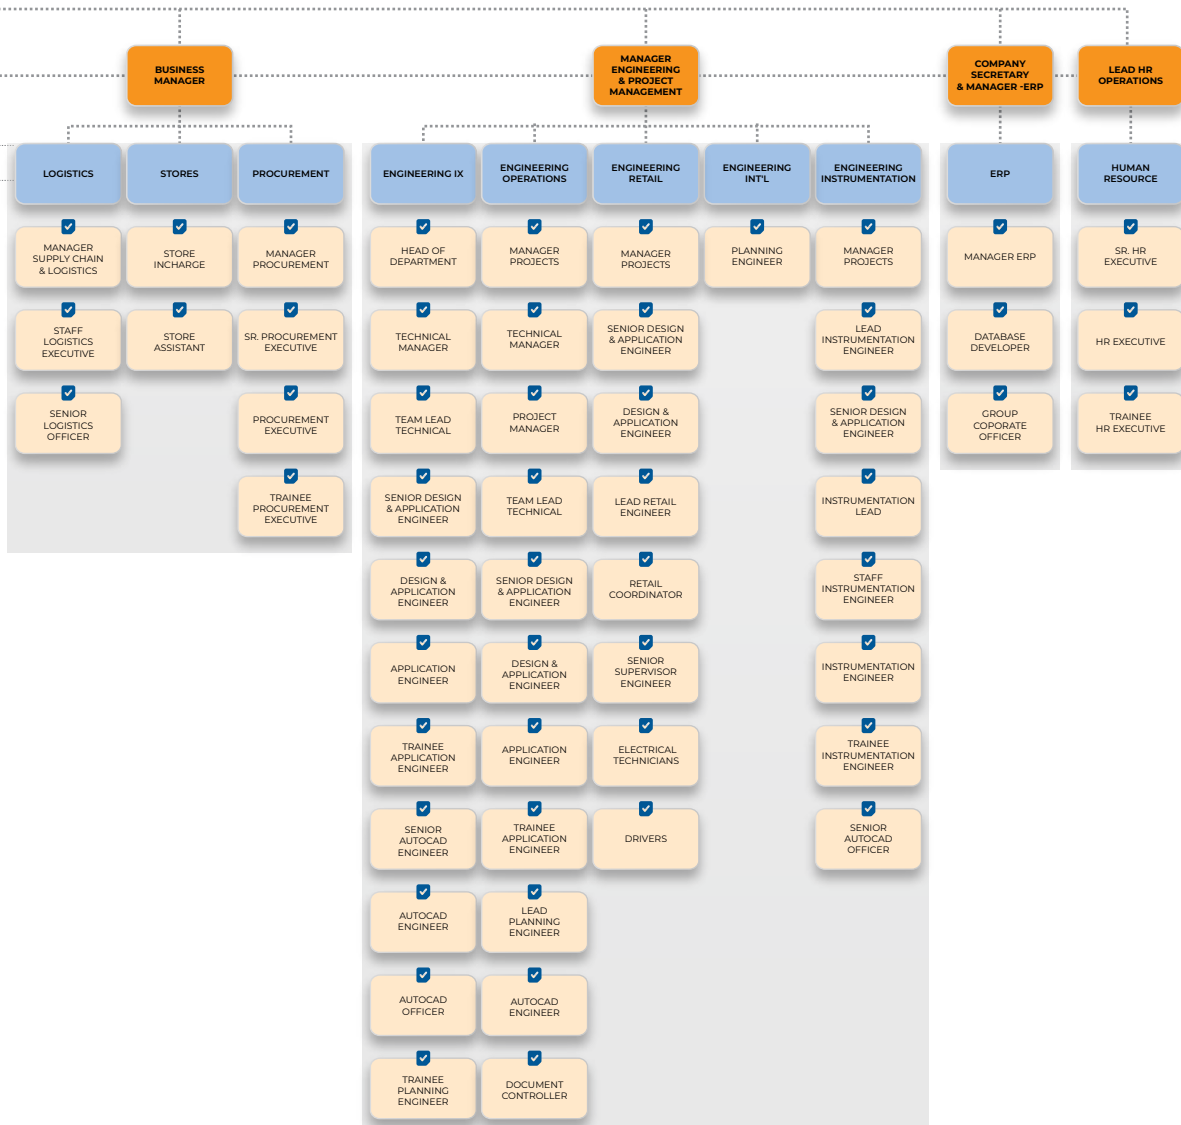 BUSINESS
MANAGER
MANAGER
ENGINEERING
& PROJECT
MANAGEMENT
COMPANY
SECRETARY
& MANAGER -ERP
LEAD HR
OPERATIONS
LOGISTICS
STORES
PROCUREMENT
ENGINEERING IX
ENGINEERING
OPERATIONS
ENGINEERING
RETAIL
ENGINEERING
INT'L
ENGINEERING
INSTRUMENTATION
ERP
HUMAN
RESOURCE
MANAGER
SUPPLY CHAIN
& LOGISTICS
STORE
INCHARGE
MANAGER
PROCUREMENT
HEAD OF
DEPARTMENT
MANAGER
PROJECTS
MANAGER
PROJECTS
PLANNING
ENGINEER
MANAGER
PROJECTS
MANAGER ERP
SR. HR
EXECUTIVE
STAFF
LOGISTICS
EXECUTIVE
STORE
ASSISTANT
SR. PROCUREMENT
EXECUTIVE
TECHNICAL
MANAGER
TECHNICAL
MANAGER
SENIOR DESIGN
& APPLICATION
ENGINEER
LEAD
INSTRUMENTATION
ENGINEER
DATABASE
DEVELOPER
HR EXECUTIVE
SENIOR
LOGISTICS
OFFICER
PROCUREMENT
EXECUTIVE
TEAM LEAD
TECHNICAL
PROJECT
MANAGER
DESIGN &
APPLICATION
ENGINEER
SENIOR DESIGN
& APPLICATION
ENGINEER
GROUP
COPORATE
OFFICER
TRAINEE
HR EXECUTIVE
TRAINEE
PROCUREMENT
EXECUTIVE
SENIOR DESIGN
& APPLICATION
ENGINEER
TEAM LEAD
TECHNICAL
LEAD RETAIL
ENGINEER
INSTRUMENTATION
LEAD
DESIGN &
APPLICATION
ENGINEER
SENIOR DESIGN
& APPLICATION
ENGINEER
RETAIL
COORDINATOR
STAFF
INSTRUMENTATION
ENGINEER
APPLICATION
ENGINEER
DESIGN &
APPLICATION
ENGINEER
SENIOR
SUPERVISOR
ENGINEER
INSTRUMENTATION
ENGINEER
TRAINEE
APPLICATION
ENGINEER
APPLICATION
ENGINEER
ELECTRICAL
TECHNICIANS
TRAINEE
INSTRUMENTATION
ENGINEER
SENIOR
AUTOCAD
ENGINEER
TRAINEE
APPLICATION
ENGINEER
DRIVERS
SENIOR
AUTOCAD
OFFICER
AUTOCAD
ENGINEER
LEAD
PLANNING
ENGINEER
AUTOCAD
OFFICER
AUTOCAD
ENGINEER
TRAINEE
PLANNING
ENGINEER
DOCUMENT
CONTROLLER